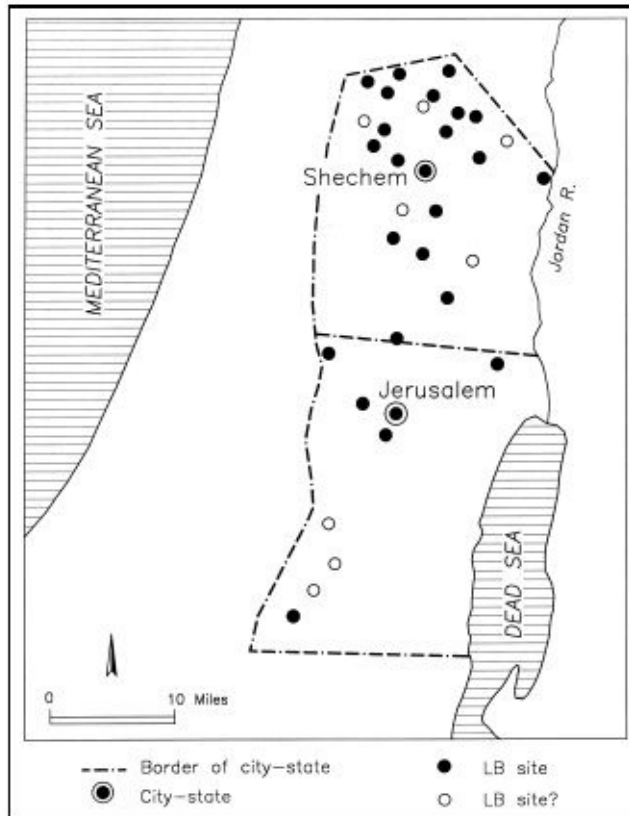 MEDITERRANEAN SEA
Shechem
Jordan R.
Jerusalem
DEAD SEA
0 10 Miles
Border of city-state
LB site
City-state
LB site?